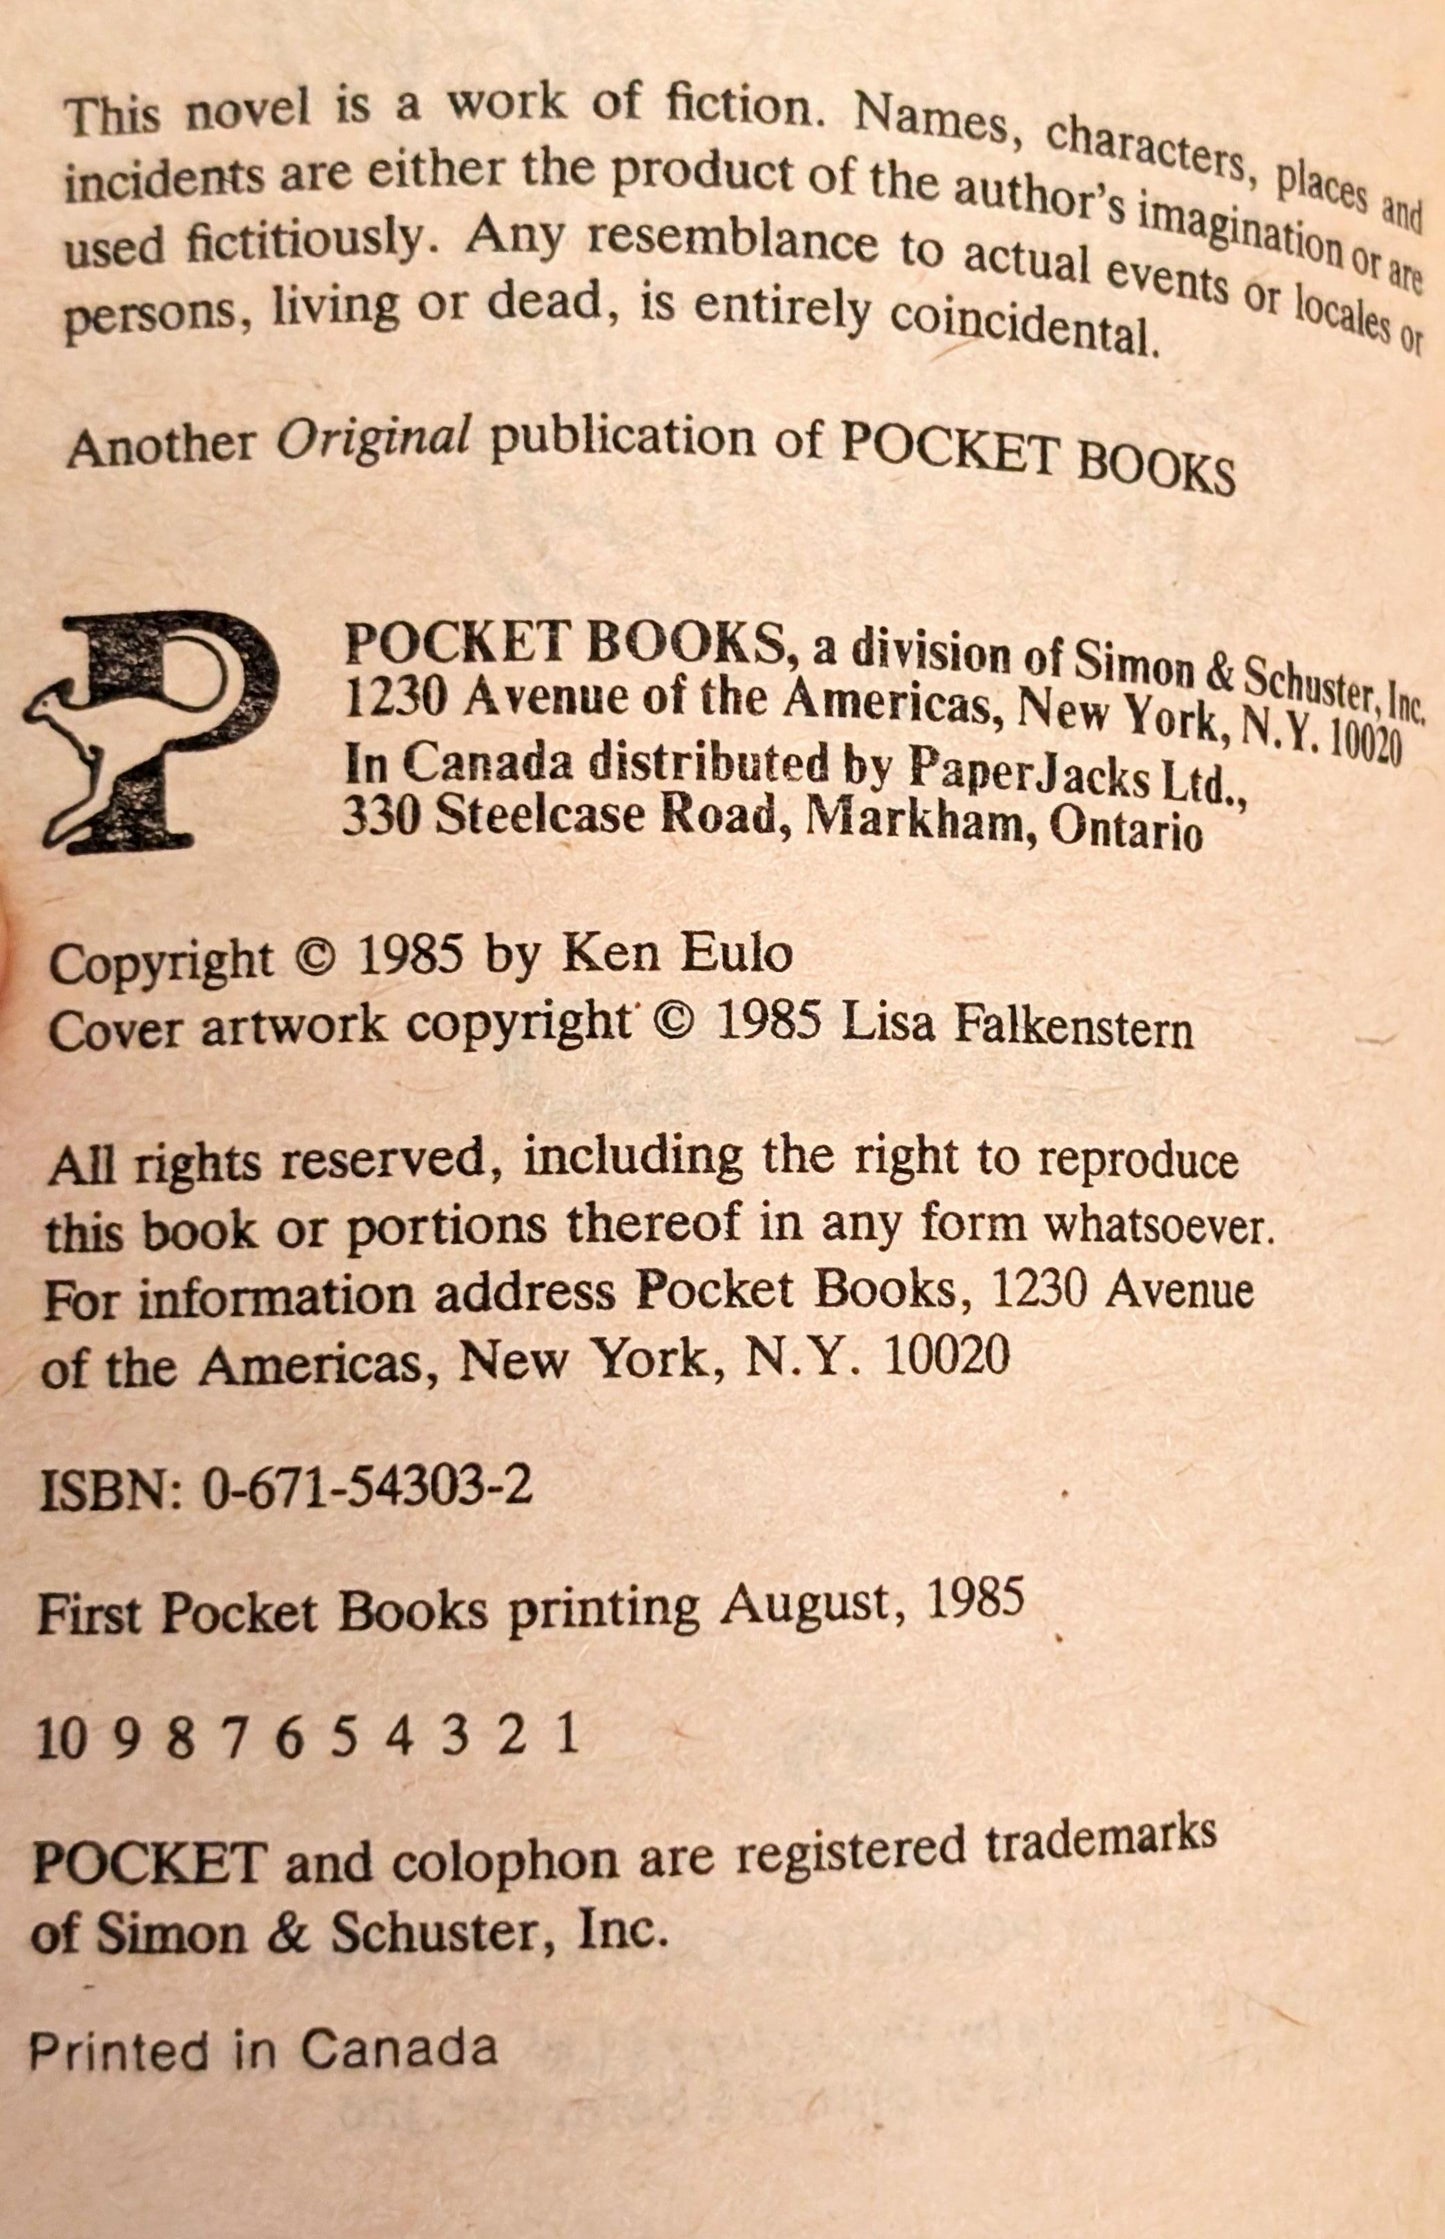 This novel is a work of fiction. Names, characters, places and
incidents are either the product of the author's imagination or are
used fictitiously. Any resemblance to actual events or locales or
persons, living or dead, is entirely coincidental.
Another Original publication of POCKET BOOKS
POCKET BOOKS, a division of Simon & Schuster, Inc.
1230 Avenue of the Americas, New York, N.Y. 10020
In Canada distributed by PaperJacks Ltd.,
330 Steelcase Road, Markham, Ontario
Copyright © 1985 by Ken Eulo
Cover artwork copyright © 1985 Lisa Falkenstern
All rights reserved, including the right to reproduce
this book or portions thereof in any form whatsoever.
For information address Pocket Books, 1230 Avenue
of the Americas, New York, N.Y. 10020
ISBN: 0-671-54303-2
First Pocket Books printing August, 1985
10 9 8 7 6 5 4 3 2 1
POCKET and colophon are registered trademarks
of Simon & Schuster, Inc.
Printed in Canada